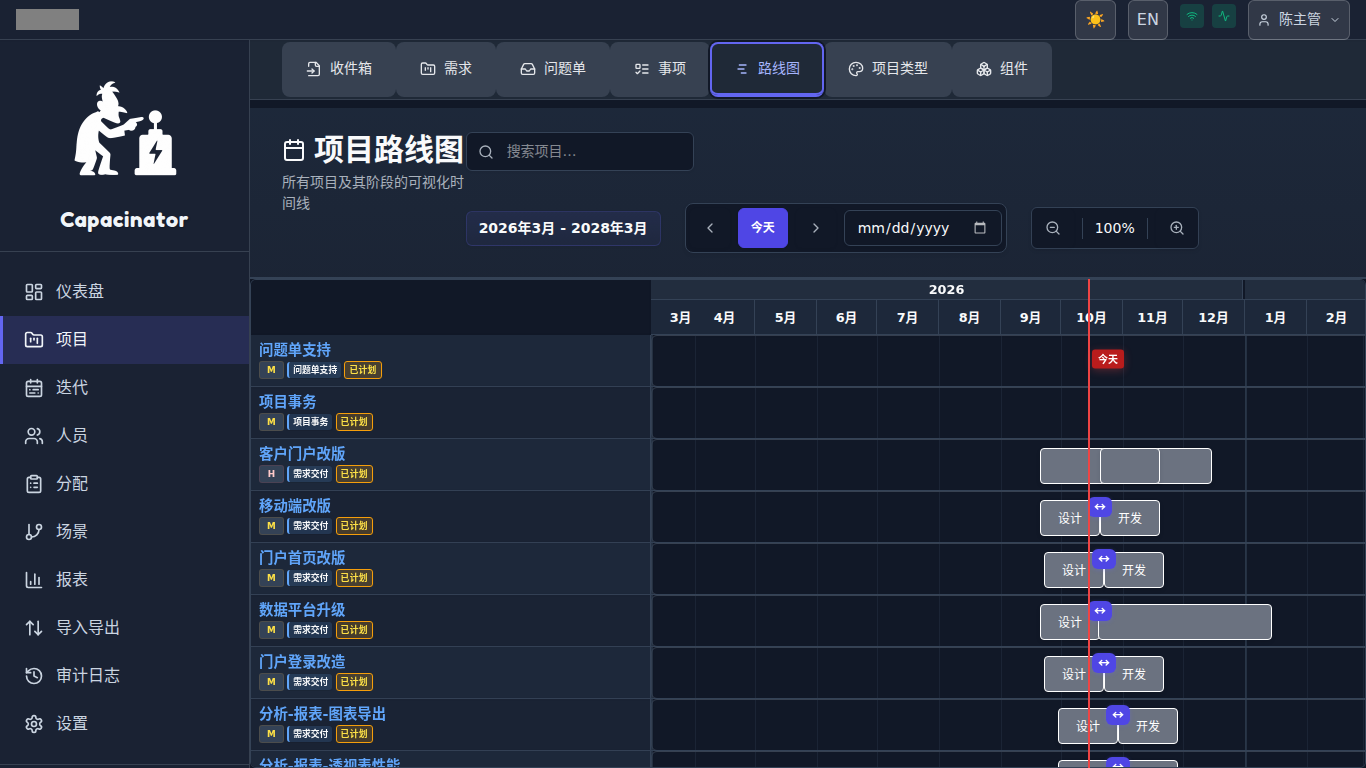 EN
陈主管
Capacinator
仪表盘
项目
迭代
人员
分配
场景
报表
导入导出
审计日志
设置
收件箱
需求
问题单
事项
路线图
项目类型
组件
项目路线图
所有项目及其阶段的可视化时
间线
搜索项目...
2026年3月 - 2028年3月
今天
mm/dd/yyyy
100%
2026
3月 4月 5月 6月 7月 8月 9月 10月 11月 12月 1月 2月
问题单支持
M 问题单支持 已计划
今天
项目事务
M 项目事务 已计划
客户门户改版
H 需求交付 已计划
移动端改版
M 需求交付 已计划
设计 开发
门户首页改版
M 需求交付 已计划
设计 开发
数据平台升级
M 需求交付 已计划
设计
门户登录改造
M 需求交付 已计划
设计 开发
分析-报表-图表导出
M 需求交付 已计划
设计 开发
分析-报表-透视表性能